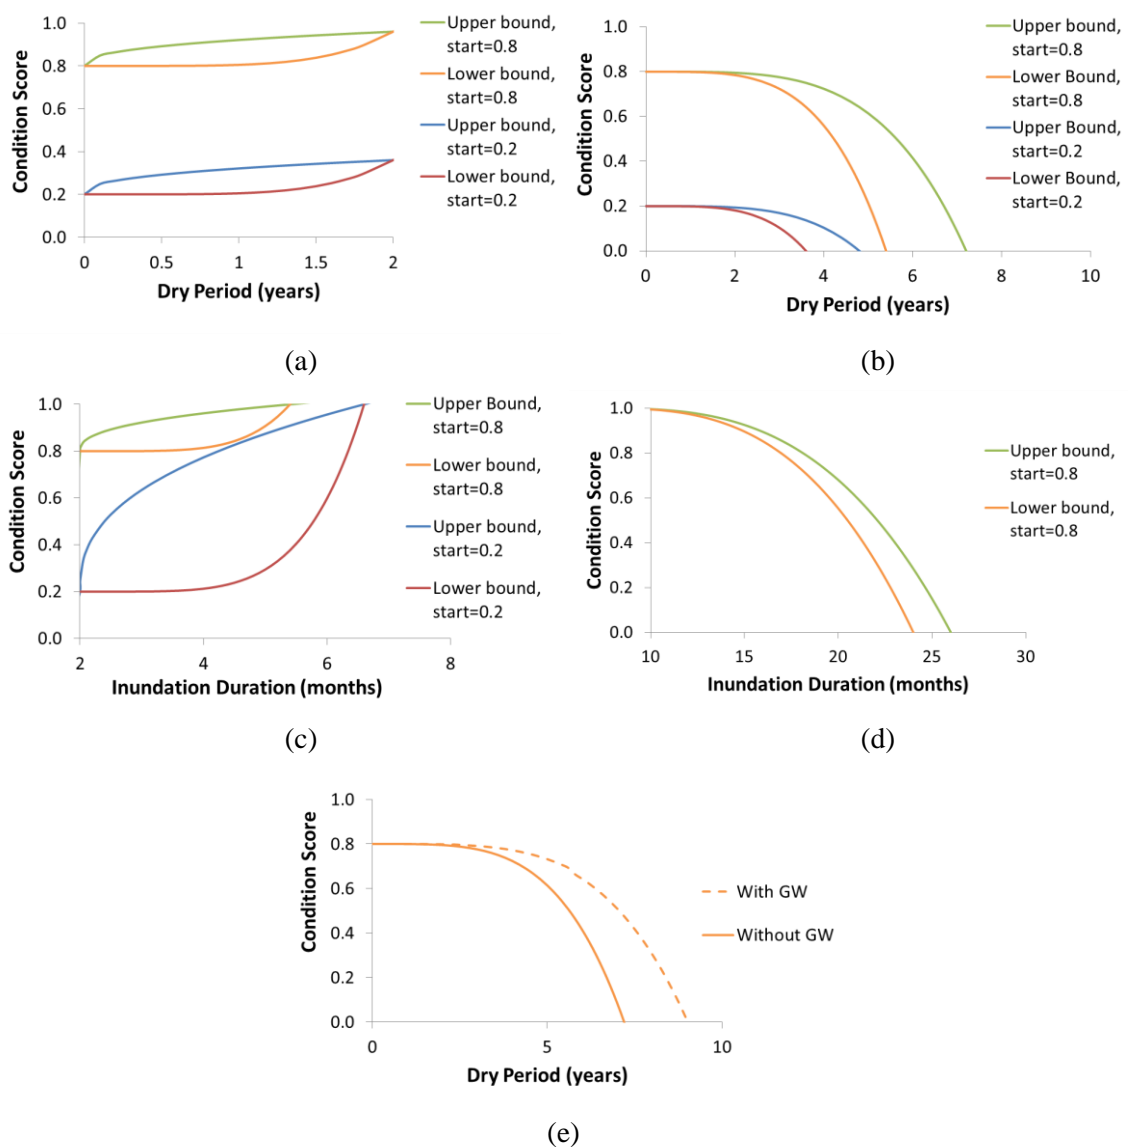 1.0
0.8
0.6
0.4
0.2
0.0
Condition Score
0
0.5
1
1.5
2
Dry Period (years)
Upper bound,
start=0.8
Lower bound,
start=0.8
Upper bound,
start=0.2
Lower bound,
start=0.2
(a)
1.0
0.8
0.6
0.4
0.2
0.0
Condition Score
0
2
4
6
8
10
Dry Period (years)
Upper bound,
start=0.8
Lower Bound,
start=0.8
Upper Bound,
start=0.2
Lower Bound,
start=0.2
(b)
1.0
0.8
0.6
0.4
0.2
0.0
Condition Score
2
4
6
8
Inundation Duration (months)
Upper Bound,
start=0.8
Lower bound,
start=0.8
Upper bound,
start=0.2
Lower bound,
start=0.2
(c)
1.0
0.8
0.6
0.4
0.2
0.0
Condition Score
10
15
20
25
30
Inundation Duration (months)
Upper bound,
start=0.8
Lower bound,
start=0.8
(d)
1.0
0.8
0.6
0.4
0.2
0.0
Condition Score
0
5
10
Dry Period (years)
With GW
Without GW
(e)